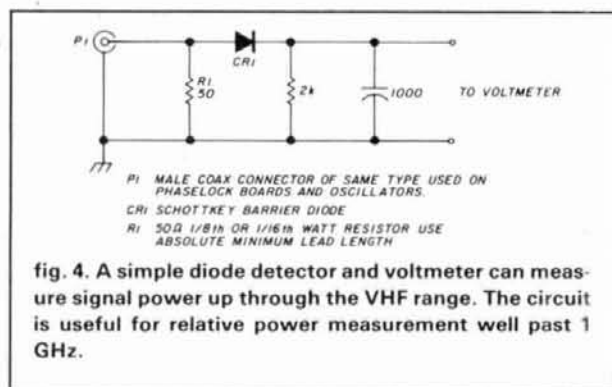 P1
CR1
R1
50
2k
1000
TO VOLTMETER
P1 MALE COAX CONNECTOR OF SAME TYPE USED ON
PHASELOCK BOARDS AND OSCILLATORS.
CR1 SCHOTTKEY BARRIER DIODE
R1 50Ω 1/8th OR 1/16th WATT RESISTOR USE
ABSOLUTE MINIMUM LEAD LENGTH
fig. 4. A simple diode detector and voltmeter can meas-
ure signal power up through the VHF range. The circuit
is useful for relative power measurement well past 1
GHz.